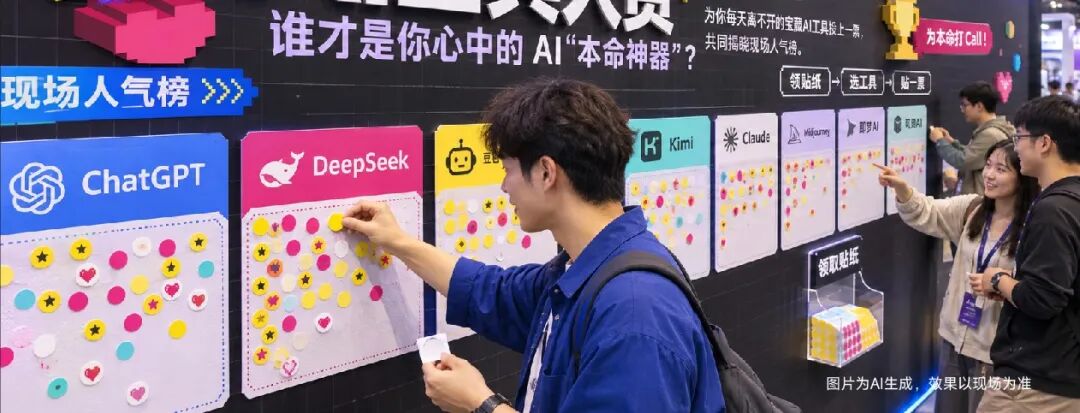 谁才是你心中的 AI“本命神器”？
为你每天离不开的宝藏AI工具投上一票，
共同揭晓现场人气榜。
为本命打 Call！
领贴纸 → 选工具 → 贴一票
现场人气榜
ChatGPT
DeepSeek
Kimi
Claude
Midjourney
即梦AI
领取贴纸
图片为AI生成，效果以现场为准